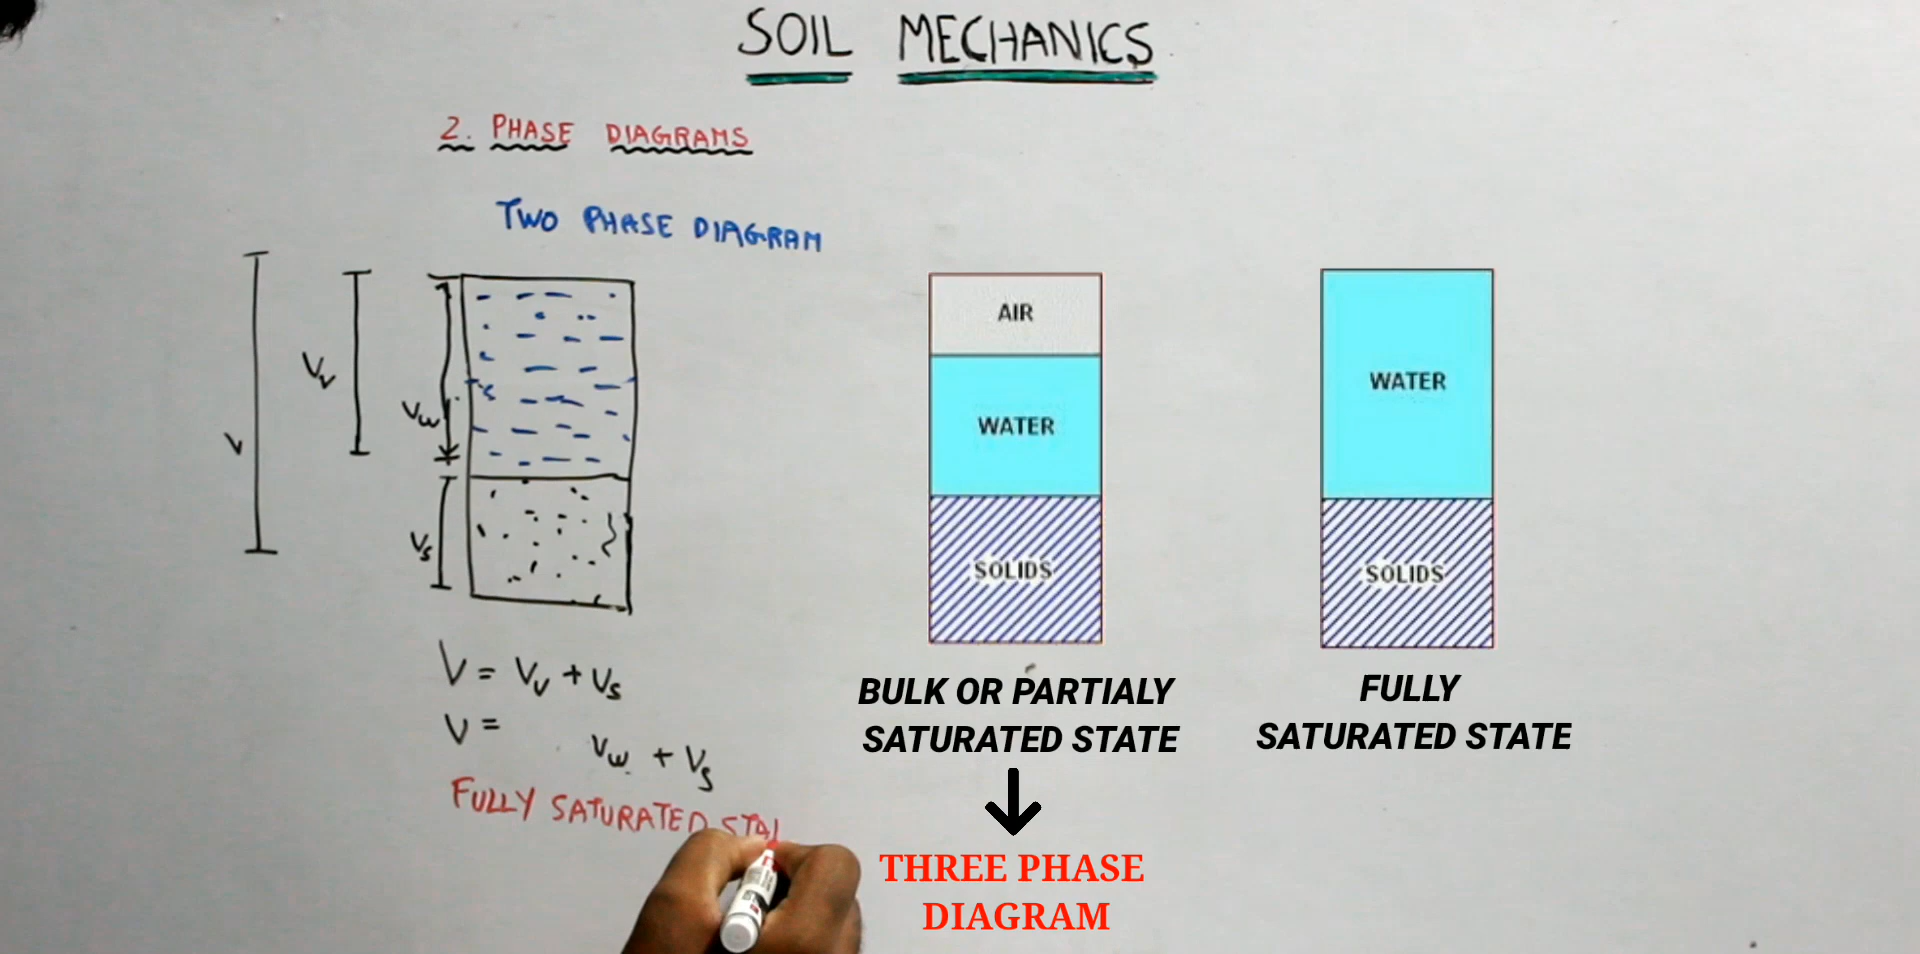 SOIL MECHANICS
2. PHASE DIAGRAMS
TWO PHASE DIAGRAM
V
Vv
Vw
Vs
V = Vv + Vs
V = Vw + Vs
FULLY SATURATED STA
AIR
WATER
SOLIDS
BULK OR PARTIALY
SATURATED STATE
THREE PHASE
DIAGRAM
WATER
SOLIDS
FULLY
SATURATED STATE